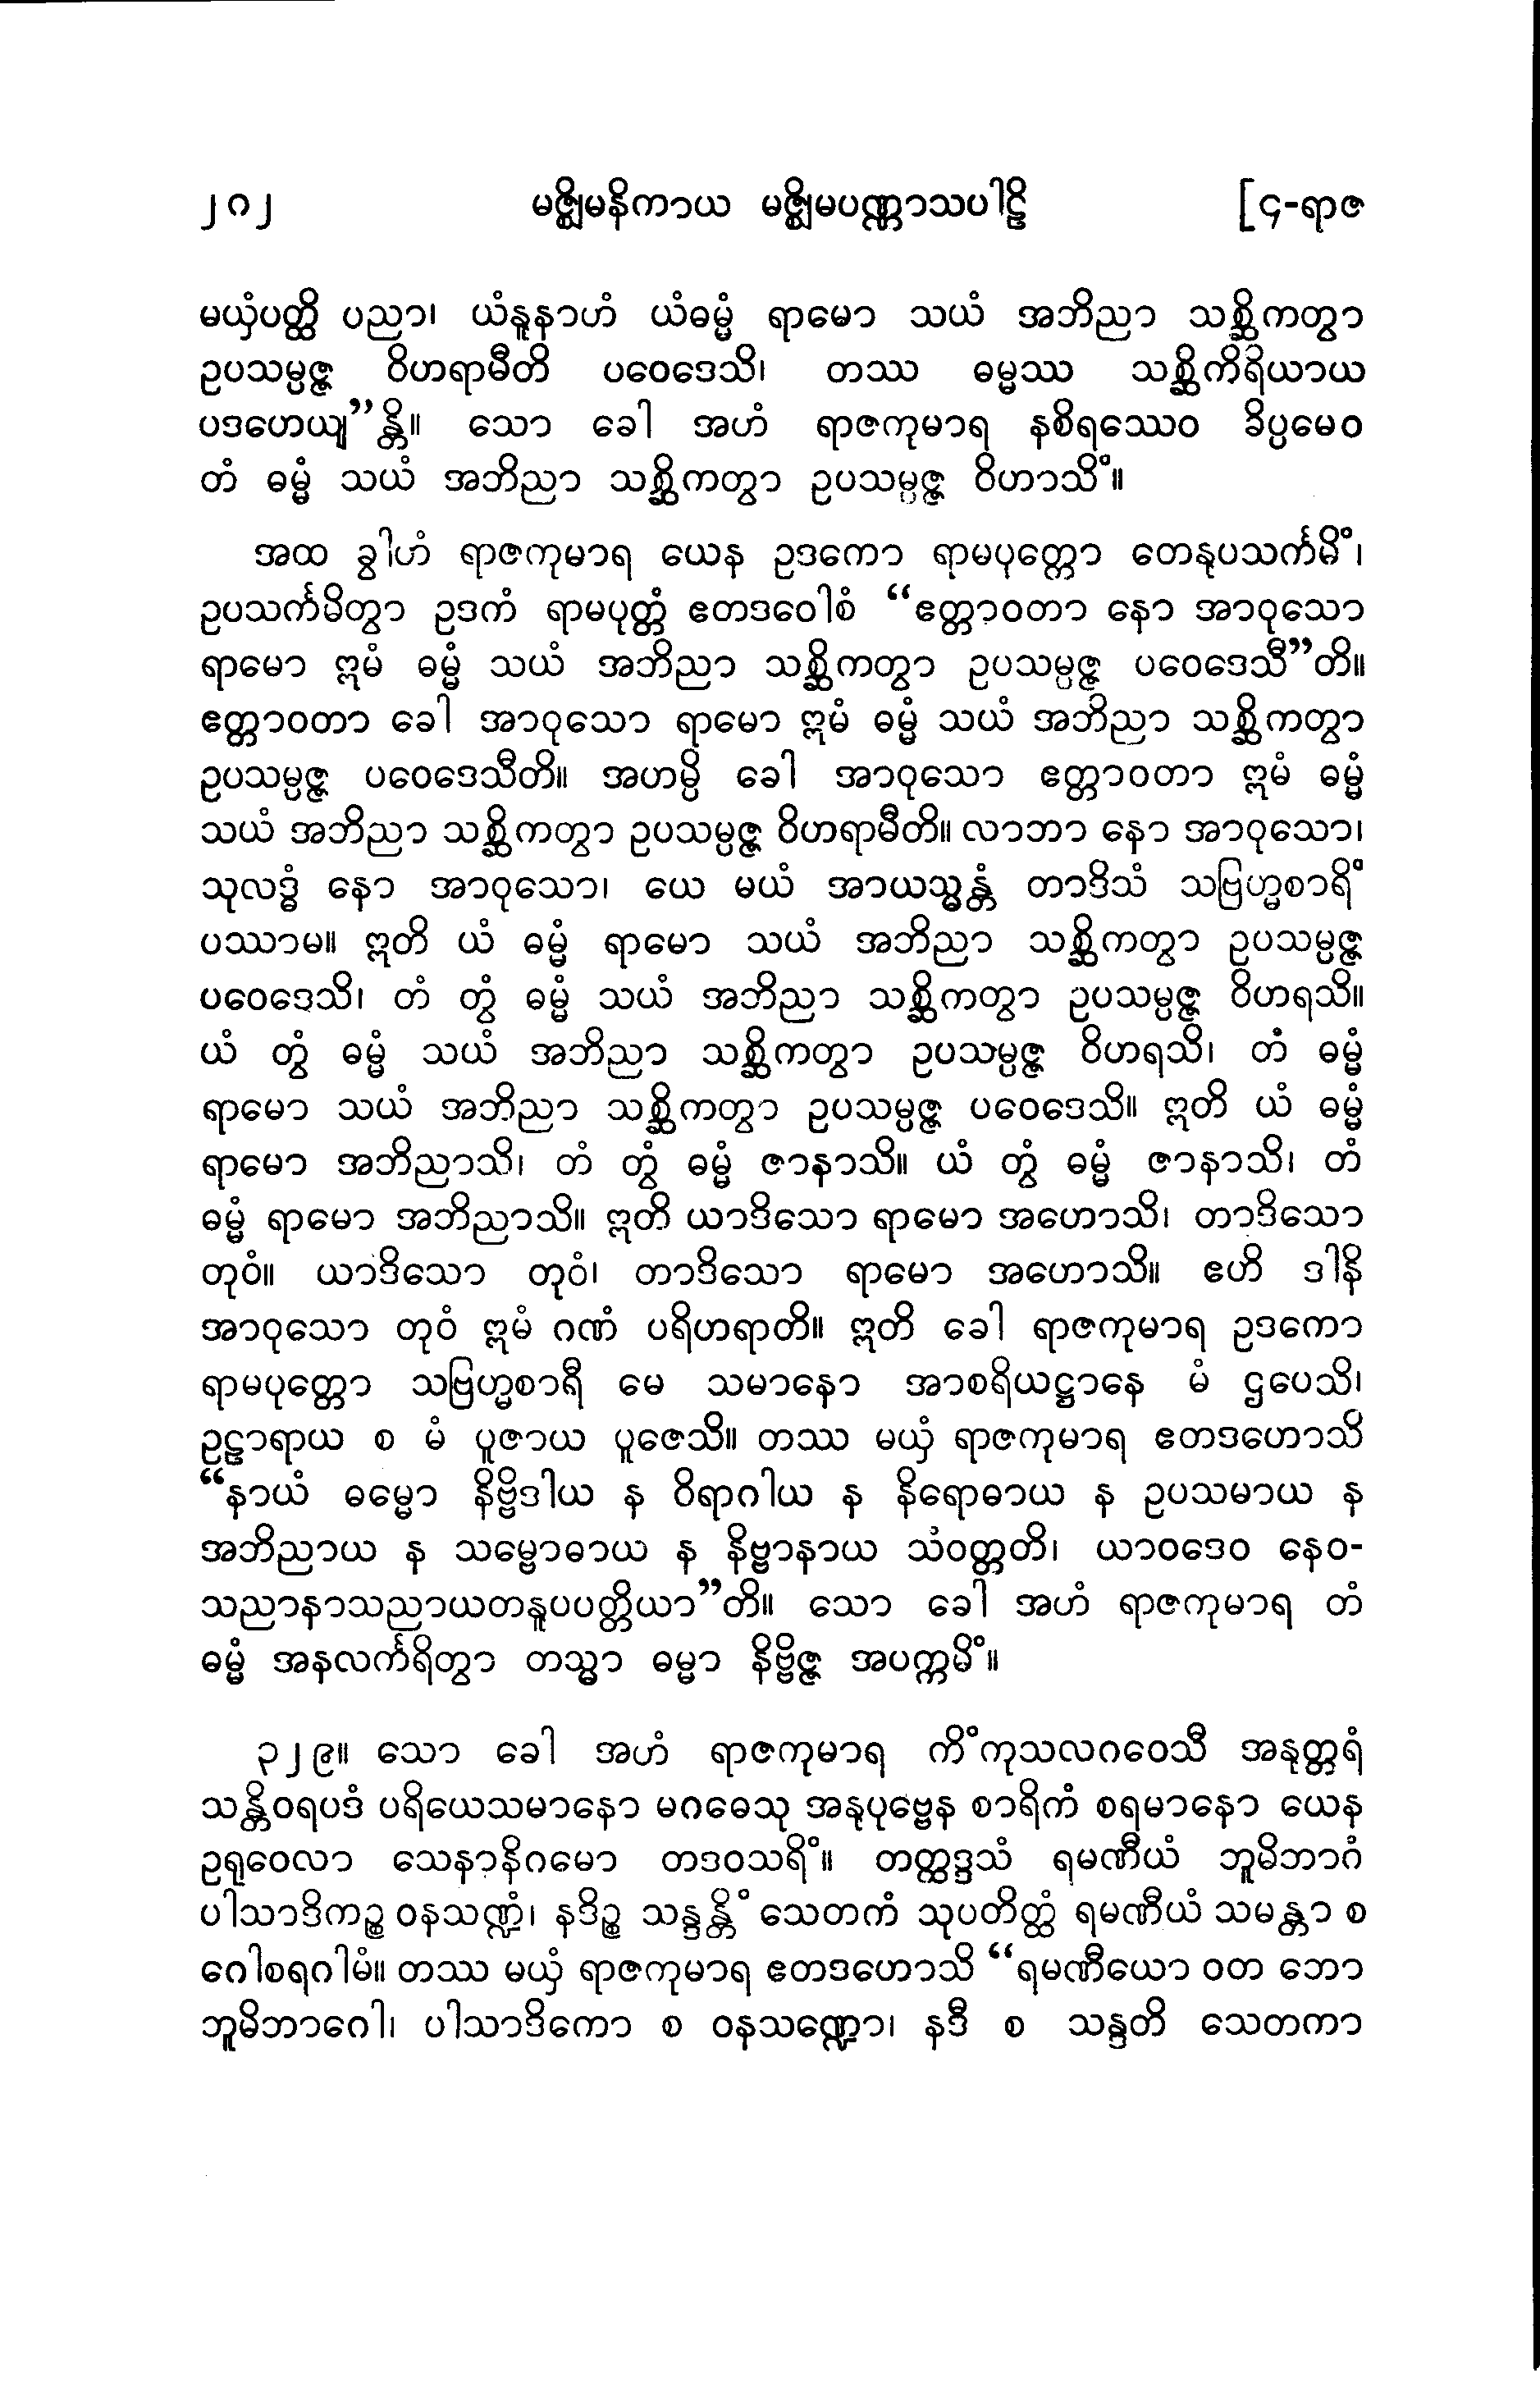 ၂၈၂ မဇ္ဈိမနိကာယ မဇ္ဈိမပဏ္ဏာသပါဠိ [၄-ရာဇ
မယှံပတ္ထိ ပညာ၊ ယံနူနာဟံ ယံဓမ္မံ ရာမော သယံ အဘိညာ သစ္ဆိကတွာ
ဥပသမ္ပဇ္ဇ ဝိဟရာမီတိ ပဝေဒေသိ၊ တဿ ဓမ္မဿ သစ္ဆိကိရိယာယ
ပဒဟေယျ”န္တိ။ သော ခေါ အဟံ ရာဇကုမာရ နစိရဿေဝ ခိပ္ပမေဝ
တံ ဓမ္မံ သယံ အဘိညာ သစ္ဆိကတွာ ဥပသမ္ပဇ္ဇ ဝိဟာသိံ။
အထ ခွါဟံ ရာဇကုမာရ ယေန ဥဒကော ရာမပုတ္တော တေနုပသင်္ကမိံ၊
ဥပသင်္ကမိတွာ ဥဒကံ ရာမပုတ္တံ ဧတဒဝေါစံ “ဧတ္တာဝတာ နော အာဝုသော
ရာမော ဣမံ ဓမ္မံ သယံ အဘိညာ သစ္ဆိကတွာ ဥပသမ္ပဇ္ဇ ပဝေဒေသီ”တိ။
ဧတ္တာဝတာ ခေါ အာဝုသော ရာမော ဣမံ ဓမ္မံ သယံ အဘိညာ သစ္ဆိကတွာ
ဥပသမ္ပဇ္ဇ ပဝေဒေသီတိ။ အဟမ္ပိ ခေါ အာဝုသော ဧတ္တာဝတာ ဣမံ ဓမ္မံ
သယံ အဘိညာ သစ္ဆိကတွာ ဥပသမ္ပဇ္ဇ ဝိဟရာမီတိ။ လာဘာ နော အာဝုသော၊
သုလဒ္ဓံ နော အာဝုသော၊ ယေ မယံ အာယသ္မန္တံ တာဒိသံ သဗြဟ္မစာရိံ
ပဿာမ။ ဣတိ ယံ ဓမ္မံ ရာမော သယံ အဘိညာ သစ္ဆိကတွာ ဥပသမ္ပဇ္ဇ
ပဝေဒေသိ၊ တံ တွံ ဓမ္မံ သယံ အဘိညာ သစ္ဆိကတွာ ဥပသမ္ပဇ္ဇ ဝိဟရသိ။
ယံ တွံ ဓမ္မံ သယံ အဘိညာ သစ္ဆိကတွာ ဥပသမ္ပဇ္ဇ ဝိဟရသိ၊ တံ ဓမ္မံ
ရာမော သယံ အဘိညာ သစ္ဆိကတွာ ဥပသမ္ပဇ္ဇ ပဝေဒေသိ။ ဣတိ ယံ ဓမ္မံ
ရာမော အဘိညာသိ၊ တံ တွံ ဓမ္မံ ဇာနာသိ။ ယံ တွံ ဓမ္မံ ဇာနာသိ၊ တံ
ဓမ္မံ ရာမော အဘိညာသိ။ ဣတိ ယာဒိသော ရာမော အဟောသိ၊ တာဒိသော
တုဝံ။ ယာဒိသော တုဝံ၊ တာဒိသော ရာမော အဟောသိ။ ဧဟိ ဒါနိ
အာဝုသော တုဝံ ဣမံ ဂဏံ ပရိဟရာတိ။ ဣတိ ခေါ ရာဇကုမာရ ဥဒကော
ရာမပုတ္တော သဗြဟ္မစာရီ မေ သမာနော အာစရိယဋ္ဌာနေ မံ ဌပေသိ၊
ဥဠာရာယ စ မံ ပူဇာယ ပူဇေသိ။ တဿ မယှံ ရာဇကုမာရ ဧတဒဟောသိ
“နာယံ ဓမ္မော နိဗ္ဗိဒါယ န ဝိရာဂါယ န နိရောဓာယ န ဥပသမာယ န
အဘိညာယ န သမ္ဗောဓာယ န နိဗ္ဗာနာယ သံဝတ္တတိ၊ ယာဝဒေဝ နေဝ-
သညာနာသညာယတနူပပတ္တိယာ”တိ။ သော ခေါ အဟံ ရာဇကုမာရ တံ
ဓမ္မံ အနလင်္ကရိတွာ တသ္မာ ဓမ္မာ နိဗ္ဗိဇ္ဇ အပက္ကမိံ။
၃၂၉။ သော ခေါ အဟံ ရာဇကုမာရ ကိံကုသလဂဝေသီ အနုတ္တရံ
သန္တိဝရပဒံ ပရိယေသမာနော မဂဓေသု အနုပုဗ္ဗေန စာရိကံ စရမာနော ယေန
ဥရုဝေလာ သေနာနိဂမော တဒဝသရိံ။ တတ္ထဒ္ဒသံ ရမဏီယံ ဘူမိဘာဂံ
ပါသာဒိကဉ္စ ဝနသဏ္ဍံ၊ နဒိဉ္စ သန္ဒန္တိံ သေတကံ သုပတိတ္ထံ ရမဏီယံ သမန္တာ စ
ဂေါစရဂါမံ။ တဿ မယှံ ရာဇကုမာရ ဧတဒဟောသိ “ရမဏီယော ဝတ ဘော
ဘူမိဘာဂေါ၊ ပါသာဒိကော စ ဝနသဏ္ဍော၊ နဒီ စ သန္ဒတိ သေတကာ